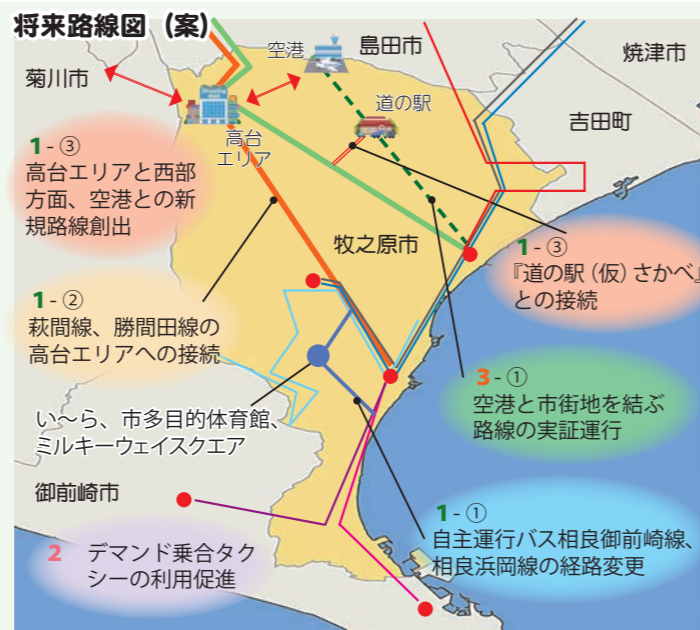 将来路線図（案）
空港
島田市
焼津市
菊川市
道の駅
吉田町
高台
エリア
1-③
高台エリアと西部
方面、空港との新
規路線創出
牧之原市
1-③
『道の駅（仮）さかべ』
との接続
1-②
萩間線、勝間田線の
高台エリアへの接続
3-①
空港と市街地を結ぶ
路線の実証運行
い～ら、市多目的体育館、
ミルキーウェイスクエア
御前崎市
1-①
自主運行バス相良御前崎線、
相良浜岡線の経路変更
2 デマンド乗合タク
シーの利用促進